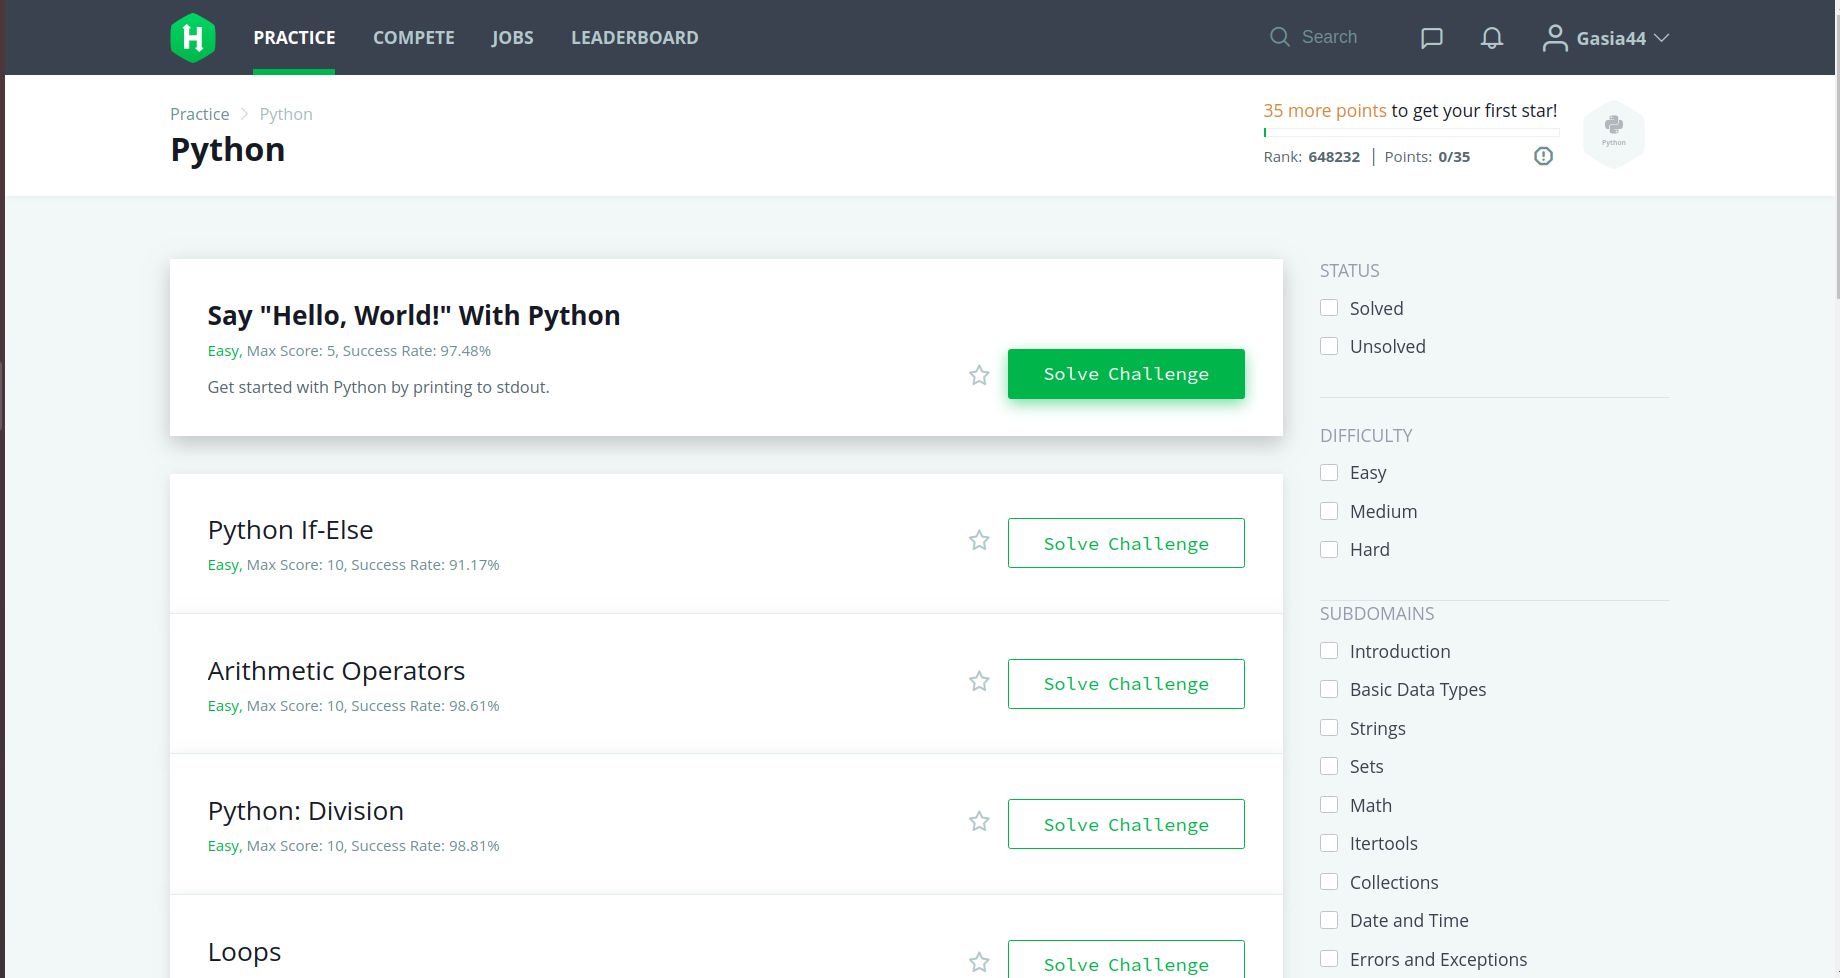 H
PRACTICE COMPETE JOBS LEADERBOARD Search Gasia44
Practice Python
Python
35 more points to get your first star!
Rank: 648232 | Points: 0/35
Python
Say "Hello, World!" With Python
Easy, Max Score: 5, Success Rate: 97.48%
Get started with Python by printing to stdout.
Solve Challenge
Python If-Else
Easy, Max Score: 10, Success Rate: 91.17%
Solve Challenge
Arithmetic Operators
Easy, Max Score: 10, Success Rate: 98.61%
Solve Challenge
Python: Division
Easy, Max Score: 10, Success Rate: 98.81%
Solve Challenge
Loops
Solve Challenge
STATUS
Solved
Unsolved
DIFFICULTY
Easy
Medium
Hard
SUBDOMAINS
Introduction
Basic Data Types
Strings
Sets
Math
Itertools
Collections
Date and Time
Errors and Exceptions